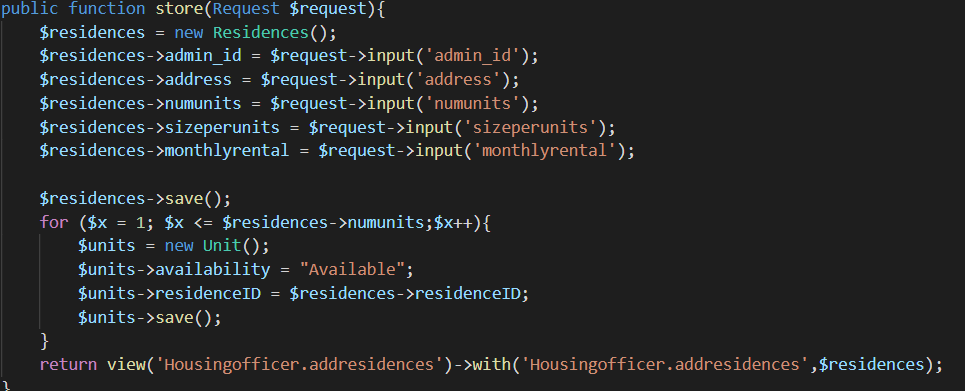 public function store(Request $request){
$residences = new Residences();
$residences->admin_id = $request->input('admin_id');
$residences->address = $request->input('address');
$residences->numunits = $request->input('numunits');
$residences->sizeperunits = $request->input('sizeperunits');
$residences->monthlyrental = $request->input('monthlyrental');
$residences->save();
for ($x = 1; $x <= $residences->numunits;$x++){
$units = new Unit();
$units->availability = "Available";
$units->residenceID = $residences->residenceID;
$units->save();
}
return view('Housingofficer.addresidences')->with('Housingofficer.addresidences',$residences);
}